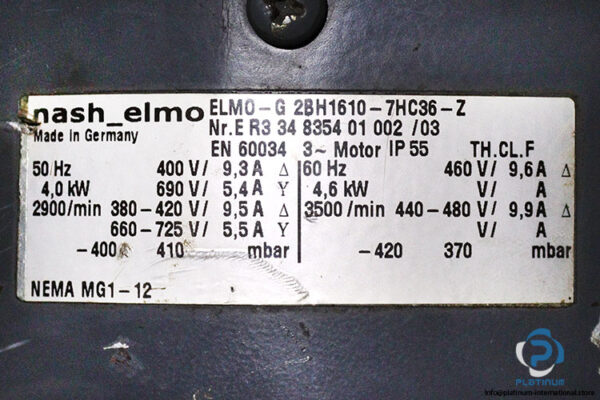 nash_elmo ELMO-G 2BH1610-7HC36-Z
Made in Germany Nr.E R3 34 8354 01 002 /03
EN 60034 3~ Motor IP 55 TH.CL.F
50 Hz 400 V/ 9,3 A Δ 60 Hz 460 V/ 9,6 A Δ
4,0 kW 690 V/ 5,4 A Y 4,6 kW V/ A
2900/min 380-420 V/ 9,5 A Δ 3500/min 440-480 V/ 9,9 A Δ
660-725 V/ 5,5 A Y V/ A
-400 410 mbar -420 370 mbar
NEMA MG1-12
PLATINUM
info@platinum-international.store